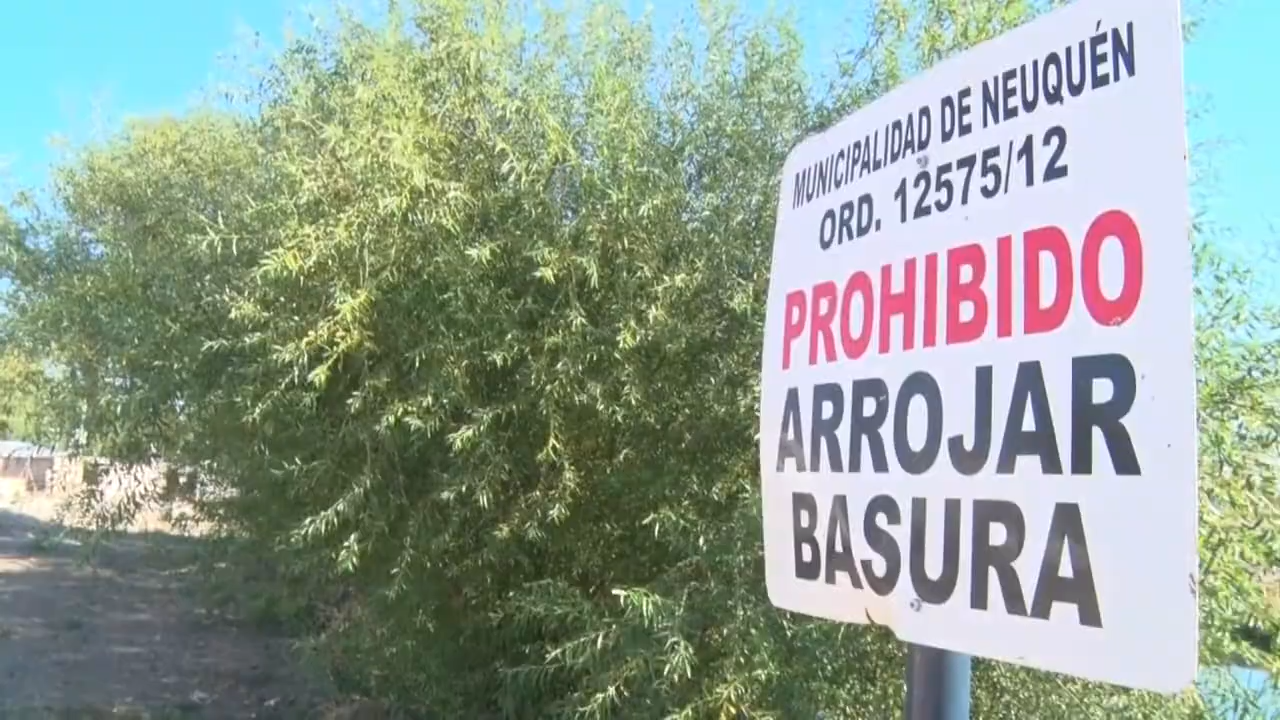 MUNICIPALIDAD DE NEUQUÉN
ORD. 12575/12
PROHIBIDO
ARROJAR
BASURA